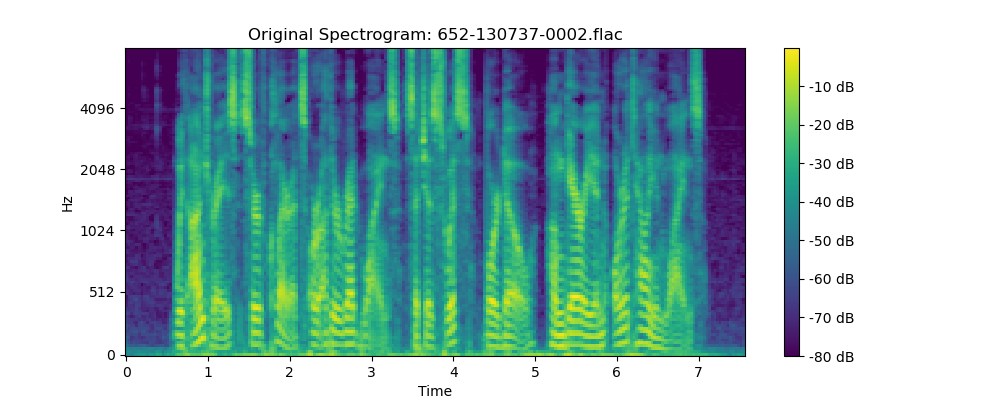 Original Spectrogram: 652-130737-0002.flac
Hz
4096
2048
1024
512
0
0 1 2 3 4 5 6 7
Time
-10 dB
-20 dB
-30 dB
-40 dB
-50 dB
-60 dB
-70 dB
-80 dB